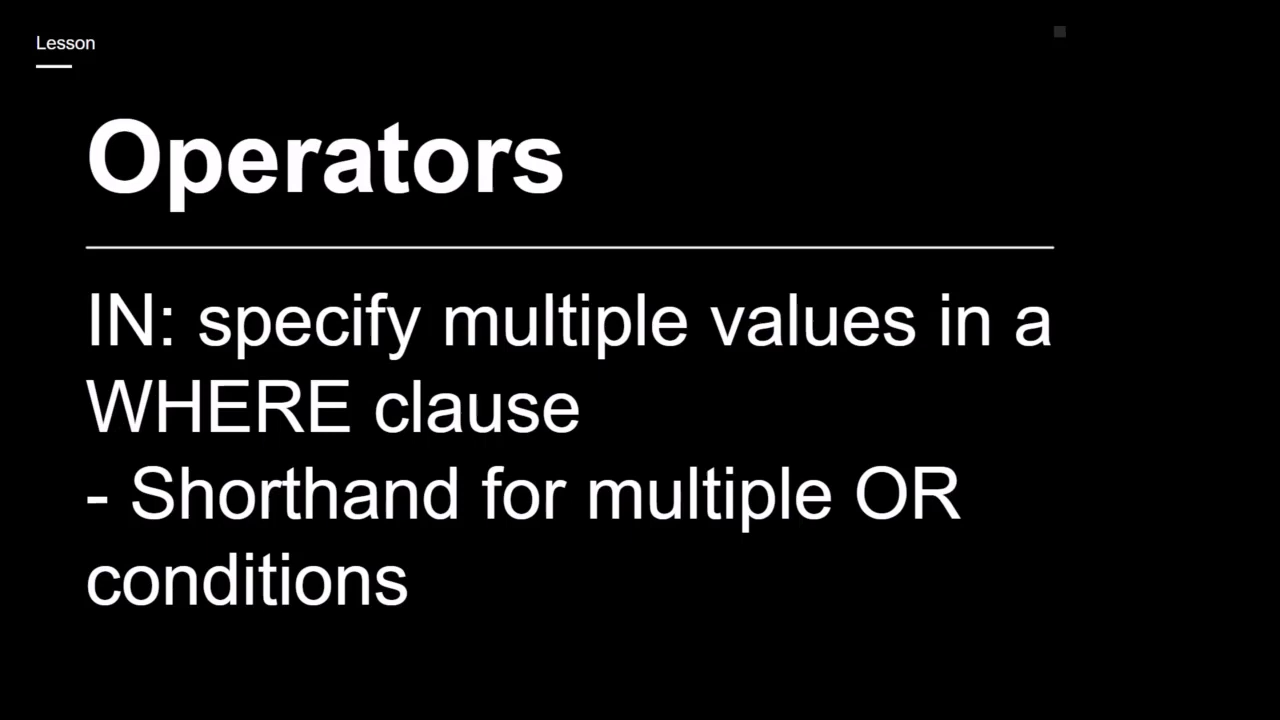 Lesson
Operators
IN: specify multiple values in a
WHERE clause
- Shorthand for multiple OR
conditions